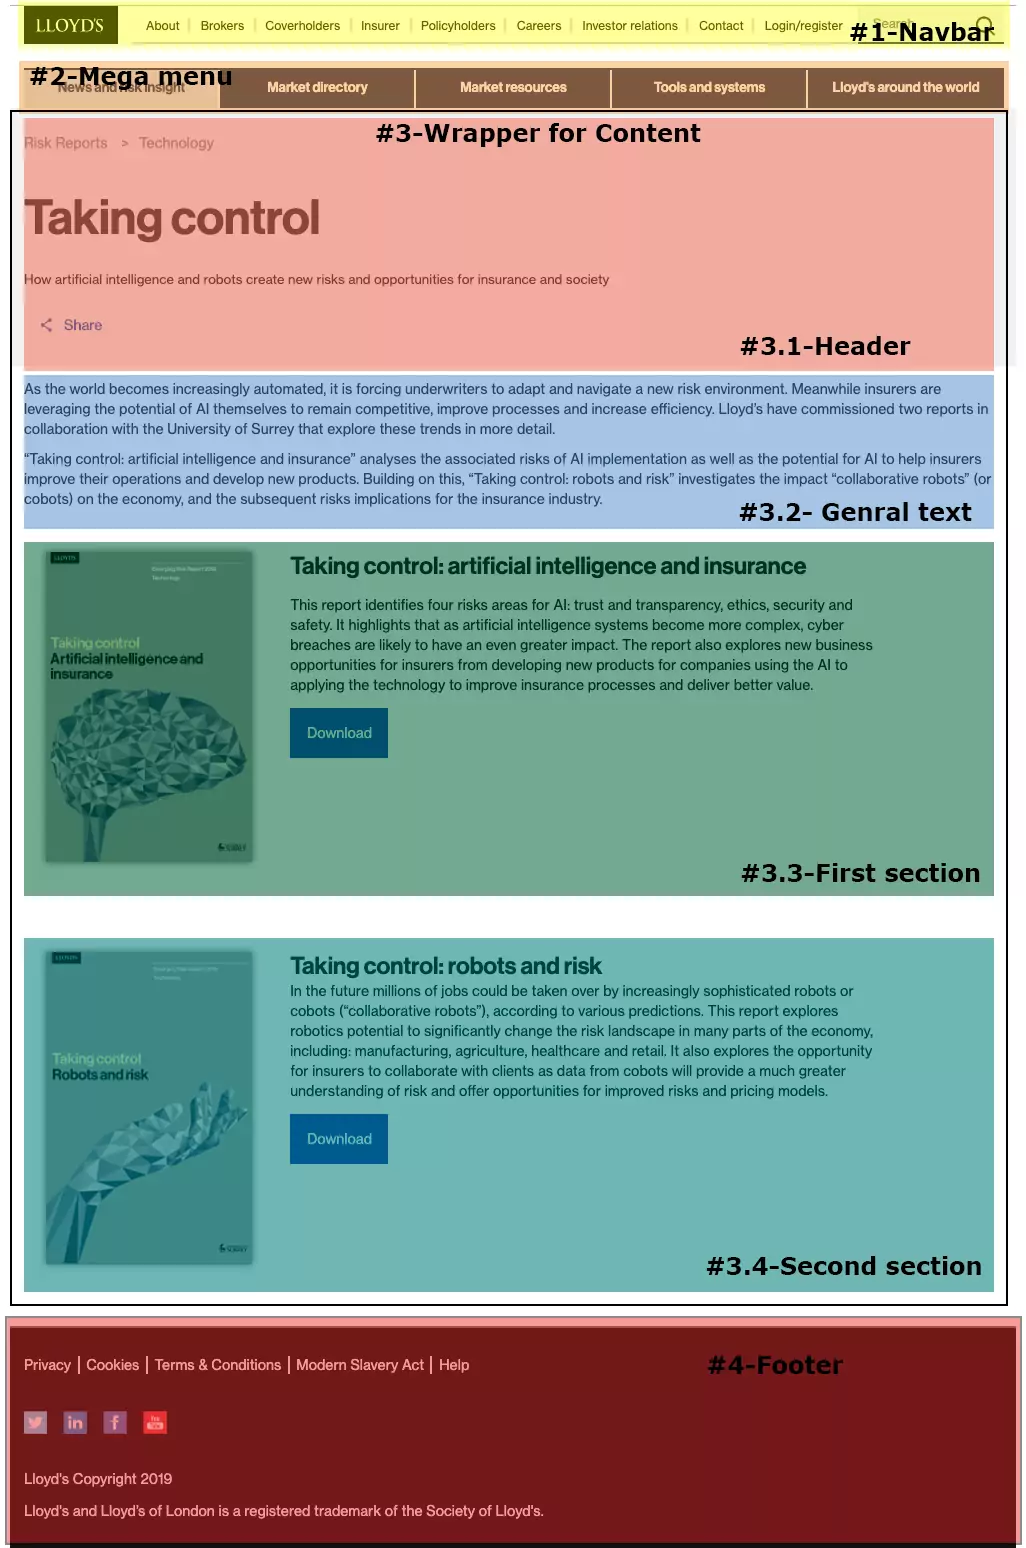 LLOYD'S
About | Brokers | Coverholders | Insurer | Policyholders | Careers | Investor relations | Contact | Login/register Search
#1-Navbar
#2-Mega menu
News and risk insight Market directory Market resources Tools and systems Lloyd's around the world
#3-Wrapper for Content
Risk Reports > Technology
Taking control
How artificial intelligence and robots create new risks and opportunities for insurance and society
Share
#3.1-Header
As the world becomes increasingly automated, it is forcing underwriters to adapt and navigate a new risk environment. Meanwhile insurers are
leveraging the potential of AI themselves to remain competitive, improve processes and increase efficiency. Lloyd's have commissioned two reports in
collaboration with the University of Surrey that explore these trends in more detail.
“Taking control: artificial intelligence and insurance” analyses the associated risks of AI implementation as well as the potential for AI to help insurers
improve their operations and develop new products. Building on this, “Taking control: robots and risk” investigates the impact “collaborative robots” (or
cobots) on the economy, and the subsequent risks implications for the insurance industry.
#3.2- Genral text
LLOYD'S
Taking control
Artificial intelligence and
insurance
Taking control: artificial intelligence and insurance
This report identifies four risks areas for AI: trust and transparency, ethics, security and
safety. It highlights that as artificial intelligence systems become more complex, cyber
breaches are likely to have an even greater impact. The report also explores new business
opportunities for insurers from developing new products for companies using the AI to
applying the technology to improve insurance processes and deliver better value.
Download
#3.3-First section
LLOYD'S
Taking control
Robots and risk
Taking control: robots and risk
In the future millions of jobs could be taken over by increasingly sophisticated robots or
cobots (“collaborative robots”), according to various predictions. This report explores
robotics potential to significantly change the risk landscape in many parts of the economy,
including: manufacturing, agriculture, healthcare and retail. It also explores the opportunity
for insurers to collaborate with clients as data from cobots will provide a much greater
understanding of risk and offer opportunities for improved risks and pricing models.
Download
#3.4-Second section
Privacy | Cookies | Terms & Conditions | Modern Slavery Act | Help
#4-Footer
Lloyd's Copyright 2019
Lloyd's and Lloyd's of London is a registered trademark of the Society of Lloyd's.